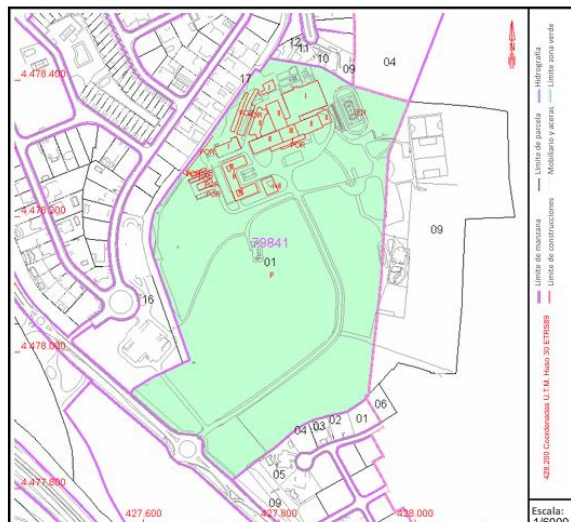 4 478 400
12
11
10
09
04
17
POR
POR
4 478 200
09
79841
01
P
16
4 478 000
06
01
02
03
04
05
4 477 800
09
427.600
427.800
428.000
Hidrografía
Límite zona verde
Límite de parcela
Mobiliario y aceras
Límite de manzana
Límite de construcciones
428.200 Coordenadas U.T.M. Huso 30 ETRS89
Escala:
1/6000